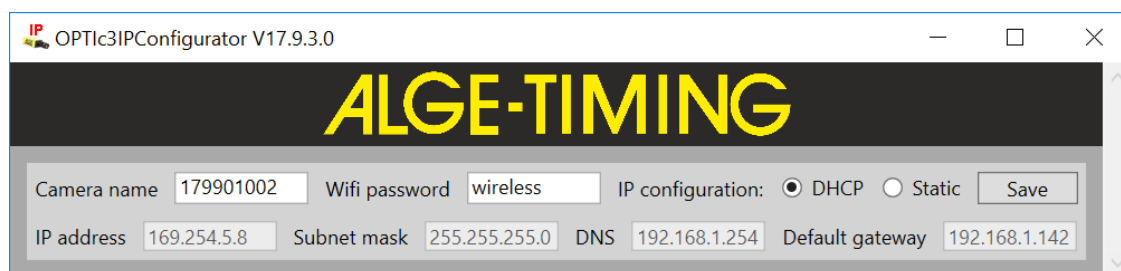 IP OPTIc3IPConfigurator V17.9.3.0
ALGE-TIMING
Camera name 179901002 Wifi password wireless IP configuration: DHCP Static Save
IP address 169.254.5.8 Subnet mask 255.255.255.0 DNS 192.168.1.254 Default gateway 192.168.1.142